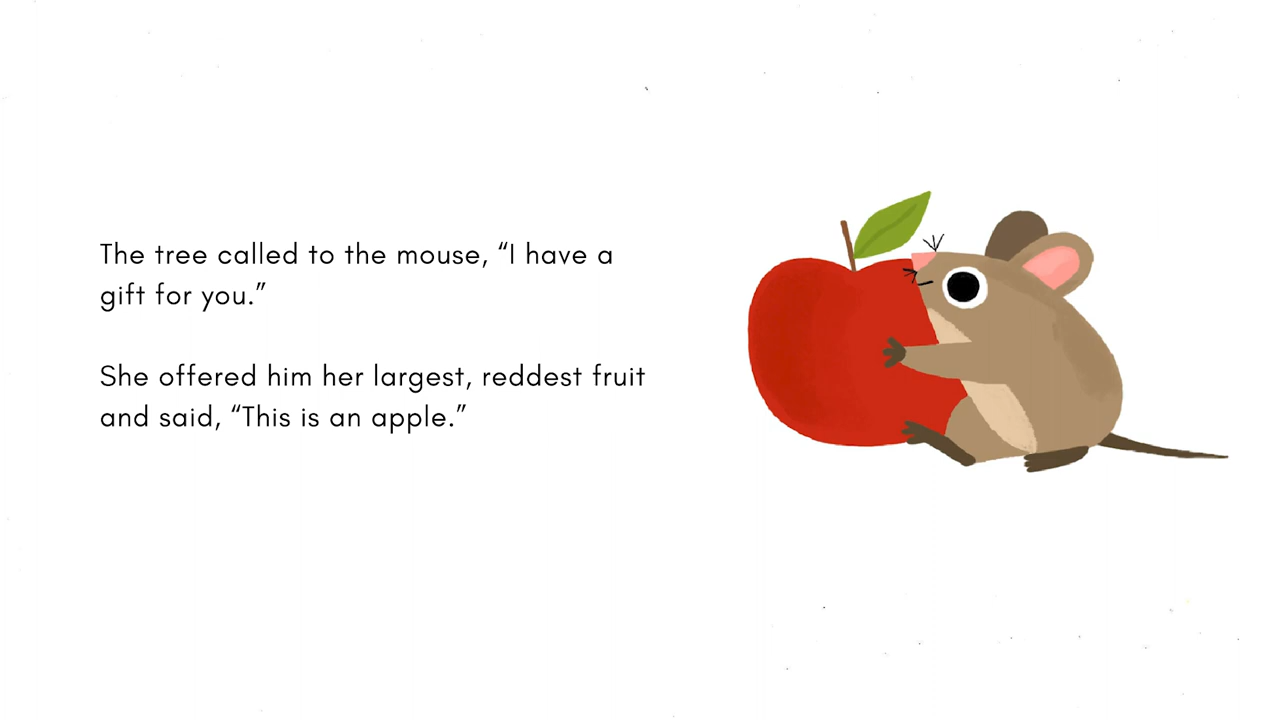 The tree called to the mouse, “I have a
gift for you.”
She offered him her largest, reddest fruit
and said, “This is an apple.”